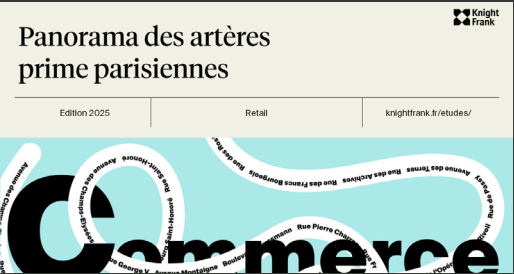 Knight
Frank
Panorama des artères
prime parisiennes
Edition 2025
Retail
knightfrank.fr/etudes/
Avenue des Champs-Elysées
Rue Saint-Honoré
Rue des Francs Bourgeois
Rue des Archives
Avenue des Ternes
Rue de Passy
George V
Avenue Montaigne
Rue Pierre Charron
Commerce